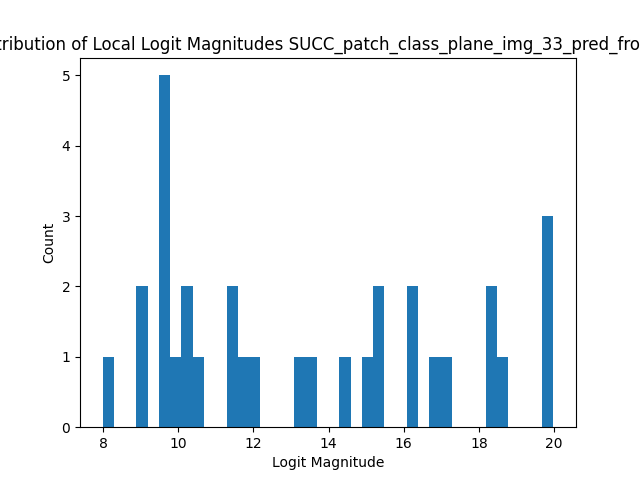 tribution of Local Logit Magnitudes SUCC_patch_class_plane_img_33_pred_fro
5
4
3
2
1
0
Count
8 10 12 14 16 18 20
Logit Magnitude